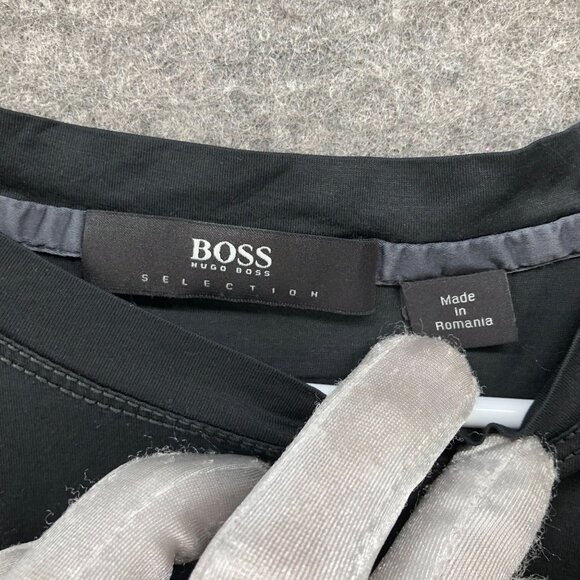 BOSS
HUGO BOSS
SELECTION
Made
in
Romania